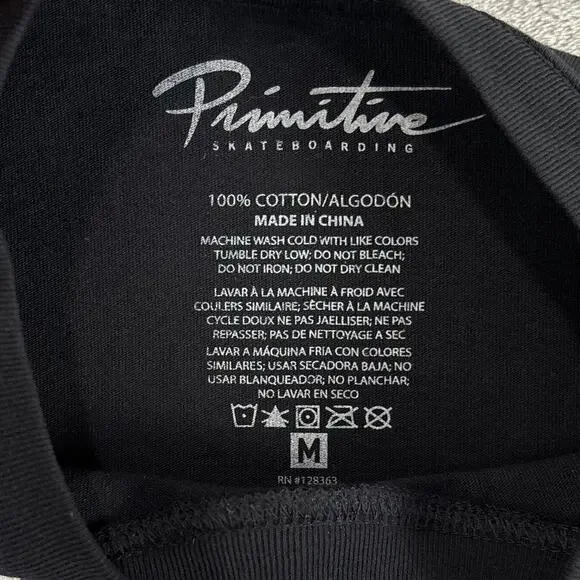 Primitive
SKATEBOARDING
100% COTTON/ALGODÓN
MADE IN CHINA
MACHINE WASH COLD WITH LIKE COLORS
TUMBLE DRY LOW; DO NOT BLEACH;
DO NOT IRON; DO NOT DRY CLEAN
LAVAR À LA MACHINE À FROID AVEC
COULERS SIMILAIRE; SÈCHER À LA MACHINE
CYCLE DOUX NE PAS JAELLISER; NE PAS
REPASSER; PAS DE NETTOYAGE A SEC
LAVAR A MÁQUINA FRIA CON COLORES
SIMILARES; USAR SECADORA BAJA; NO
USAR BLANQUEADOR; NO PLANCHAR;
NO LAVAR EN SECO
M
RN #128363